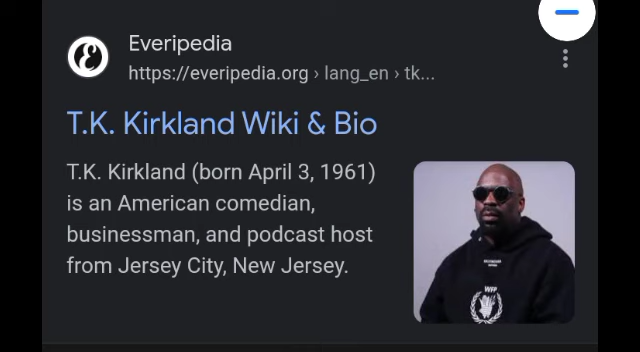 Everipedia
https://everipedia.org › lang_en › tk...
T.K. Kirkland Wiki & Bio
T.K. Kirkland (born April 3, 1961)
is an American comedian,
businessman, and podcast host
from Jersey City, New Jersey.
WFP